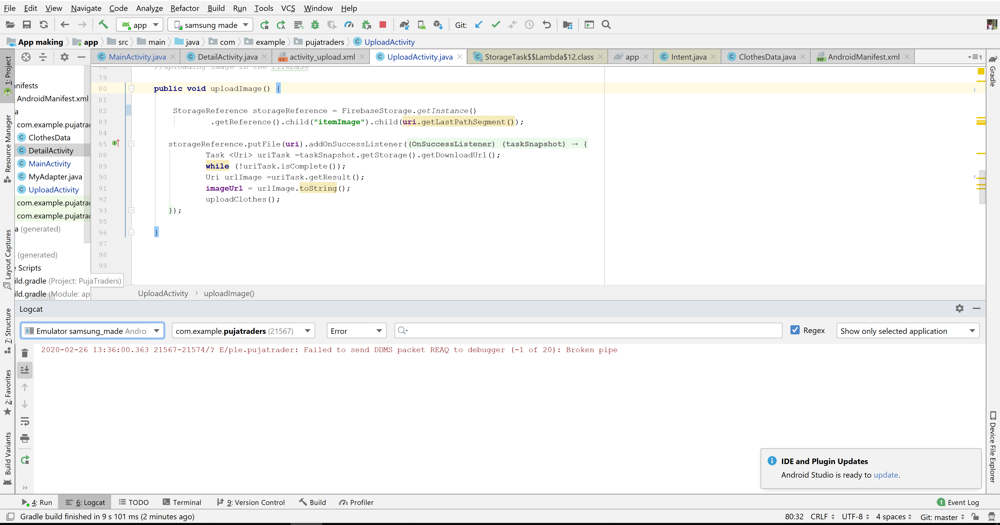 File Edit View Navigate Code Analyze Refactor Build Run Tools VCS Window Help
app samsung made Git:
App making app src main java com example pujatraders UploadActivity
MainActivity.java DetailActivity.java activity_upload.xml UploadActivity.java StorageTask$$Lambda$12.class app Intent.java ClothesData.java AndroidManifest.xml 1
1: Project
Resource Manager
Layout Captures
7: Structure
2: Favorites
Build Variants
Gradle
Device File Explorer
nifests
AndroidManifest.xml
a
com.example.pujatra
ClothesData
DetailActivity
MainActivity
MyAdapter.java
UploadActivity
com.example.pujatra
com.example.pujatra
a (generated)
(generated)
e Scripts
ild.gradle (Project: PujaTraders)
ild.gradle (Module: ap
78 //uploading image in the firebase
79
80 public void uploadImage() {
81
82 StorageReference storageReference = FirebaseStorage.getInstance()
83 .getReference().child("itemImage").child(uri.getLastPathSegment());
84
85 storageReference.putFile(uri).addOnSuccessListener((OnSuccessListener) (taskSnapshot) → {
88 Task <Uri> uriTask =taskSnapshot.getStorage().getDownloadUrl();
89 while (!uriTask.isComplete());
90 Uri urlImage =uriTask.getResult();
91 imageUrl = urlImage.toString();
92 uploadClothes();
93 });
95
96 }
97
98
99
UploadActivity › uploadImage()
Logcat
Emulator samsung_made Androi com.example.pujatraders (21567) Error Regex Show only selected application
2020-02-26 13:36:00.363 21567-21574/? E/ple.pujatrader: Failed to send DDMS packet REAQ to debugger (-1 of 20): Broken pipe
IDE and Plugin Updates
Android Studio is ready to update.
4: Run 6: Logcat TODO Terminal 9: Version Control Build Profiler 1 Event Log
Gradle build finished in 9 s 101 ms (2 minutes ago) 80:32 CRLF UTF-8 4 spaces Git: master